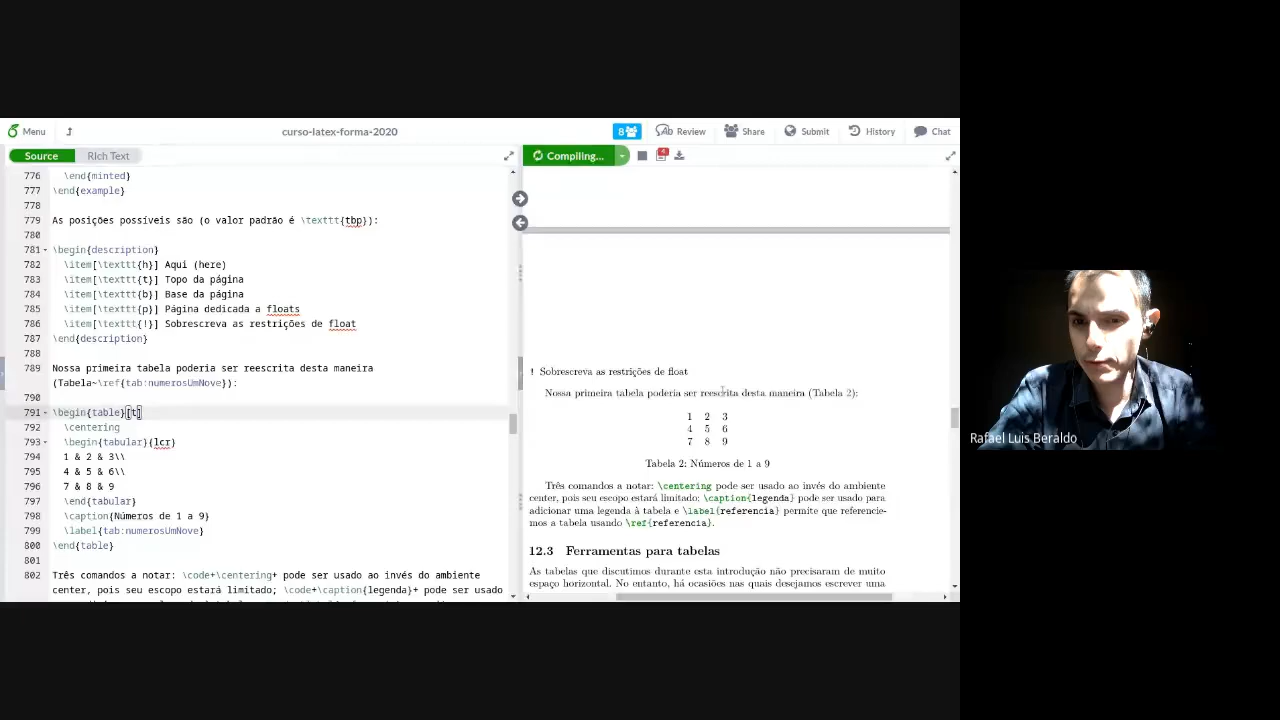 Menu
curso-latex-forma-2020
8
Review
Share
Submit
History
Chat
Source
Rich Text
Compiling...
4
776 \end{minted}
777 \end{example}
778
779 As posições possíveis são (o valor padrão é \texttt{tbp}):
780
781 \begin{description}
782 \item[\texttt{h}] Aqui (here)
783 \item[\texttt{t}] Topo da página
784 \item[\texttt{b}] Base da página
785 \item[\texttt{p}] Página dedicada a floats
786 \item[\texttt{!}] Sobrescreva as restrições de float
787 \end{description}
788
789 Nossa primeira tabela poderia ser reescrita desta maneira
(Tabela~\ref{tab:numerosUmNove}):
790
791 \begin{table}[t]
792 \centering
793 \begin{tabular}{lcr}
794 1 & 2 & 3\\
795 4 & 5 & 6\\
796 7 & 8 & 9
797 \end{tabular}
798 \caption{Números de 1 a 9}
799 \label{tab:numerosUmNove}
800 \end{table}
801
802 Três comandos a notar: \code+\centering+ pode ser usado ao invés do ambiente
center, pois seu escopo estará limitado; \code+\caption{legenda}+ pode ser usado
! Sobrescreva as restrições de float
Nossa primeira tabela poderia ser reescrita desta maneira (Tabela 2):
1 2 3
4 5 6
7 8 9
Tabela 2: Números de 1 a 9
Três comandos a notar: \centering pode ser usado ao invés do ambiente
center, pois seu escopo estará limitado; \caption{legenda} pode ser usado para
adicionar uma legenda à tabela e \label{referencia} permite que referencie-
mos a tabela usando \ref{referencia}.
12.3 Ferramentas para tabelas
As tabelas que discutimos durante esta introdução não precisaram de muito
espaço horizontal. No entanto, há ocasiões nas quais desejamos escrever uma
Rafael Luis Beraldo